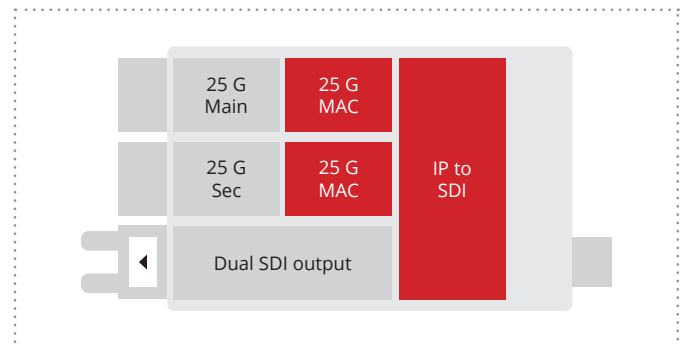 25 G
Main
25 G
MAC
25 G
Sec
25 G
MAC
IP to
SDI
Dual SDI output